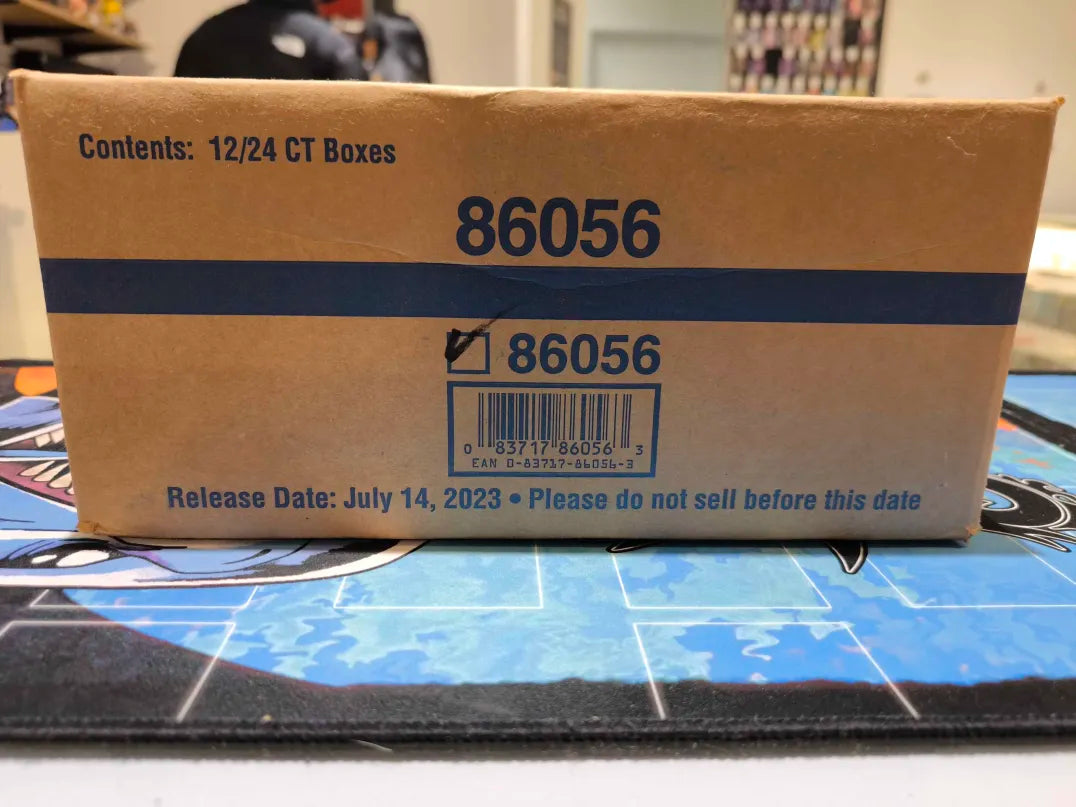 Contents: 12/24 CT Boxes
86056
86056
0 83717 86056 3
EAN 0-83717-86056-3
Release Date: July 14, 2023 • Please do not sell before this date